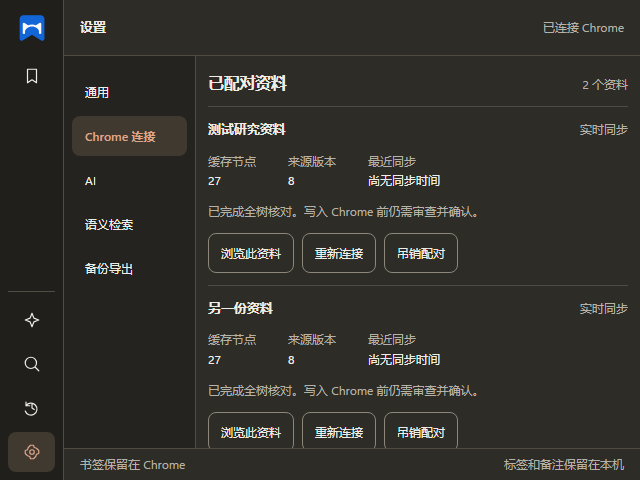 设置
已连接 Chrome
通用
Chrome 连接
AI
语义检索
备份导出
已配对资料
2 个资料
测试研究资料
实时同步
缓存节点 来源版本 最近同步
27 8 尚无同步时间
已完成全树核对。写入 Chrome 前仍需审查并确认。
浏览此资料 重新连接 吊销配对
另一份资料
实时同步
缓存节点 来源版本 最近同步
27 8 尚无同步时间
已完成全树核对。写入 Chrome 前仍需审查并确认。
浏览此资料 重新连接 吊销配对
书签保留在 Chrome
标签和备注保留在本机